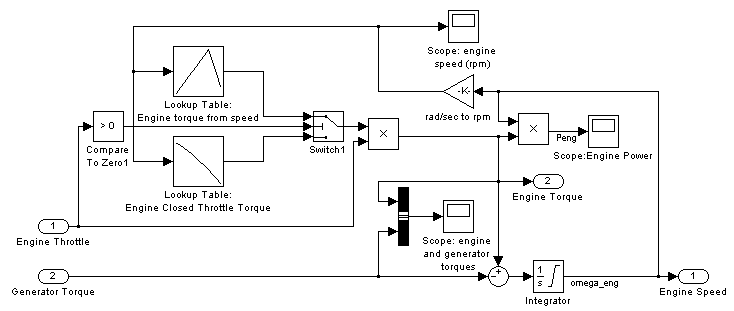 Scope: engine
speed (rpm)
Lookup Table:
Engine torque from speed
-K-
rad/sec to rpm
> 0
Compare
To Zero1
Switch1
×
×
Peng
Scope:Engine Power
Lookup Table:
Engine Closed Throttle Torque
2
Engine Torque
1
Engine Throttle
Scope: engine
and generator
torques
2
Generator Torque
+
−
1
s
Integrator
omega_eng
1
Engine Speed